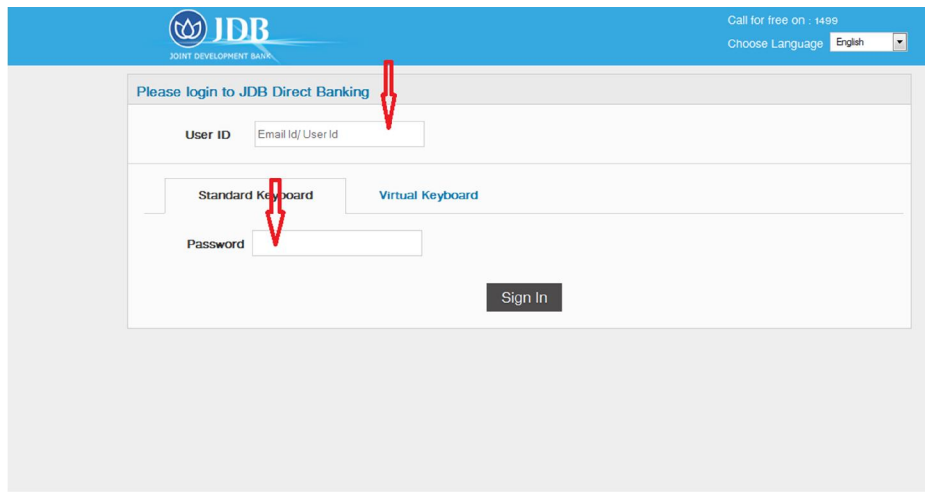 JDB
JOINT DEVELOPMENT BANK
Call for free on : 1499
Choose Language English
Please login to JDB Direct Banking
User ID Email Id/ User Id
Standard Keyboard Virtual Keyboard
Password
Sign In